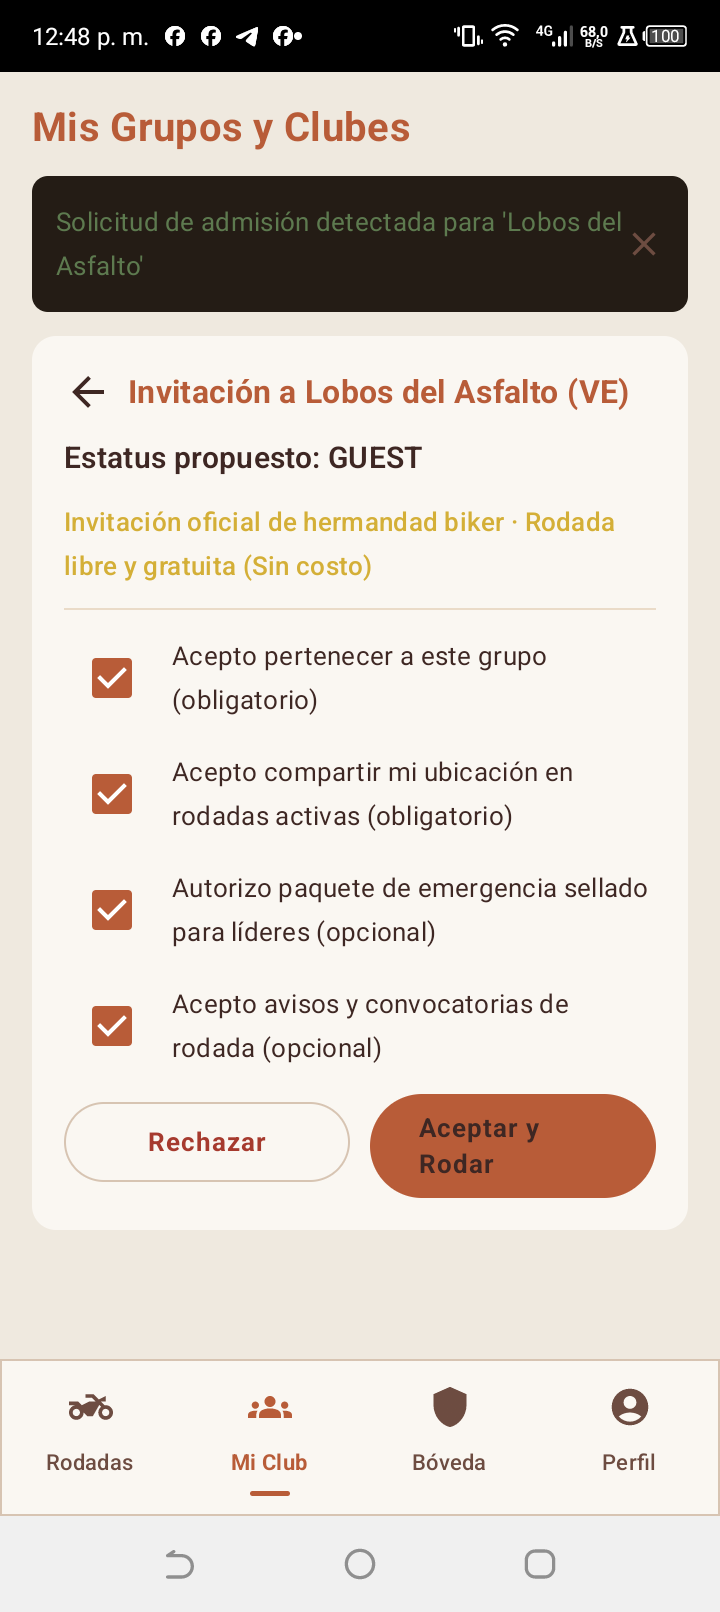 12:48 p. m.
4G 68,0 B/S 100
Mis Grupos y Clubes
Solicitud de admisión detectada para 'Lobos del
Asfalto'
Invitación a Lobos del Asfalto (VE)
Estatus propuesto: GUEST
Invitación oficial de hermandad biker · Rodada
libre y gratuita (Sin costo)
Acepto pertenecer a este grupo
(obligatorio)
Acepto compartir mi ubicación en
rodadas activas (obligatorio)
Autorizo paquete de emergencia sellado
para líderes (opcional)
Acepto avisos y convocatorias de
rodada (opcional)
Rechazar
Aceptar y
Rodar
Rodadas
Mi Club
Bóveda
Perfil